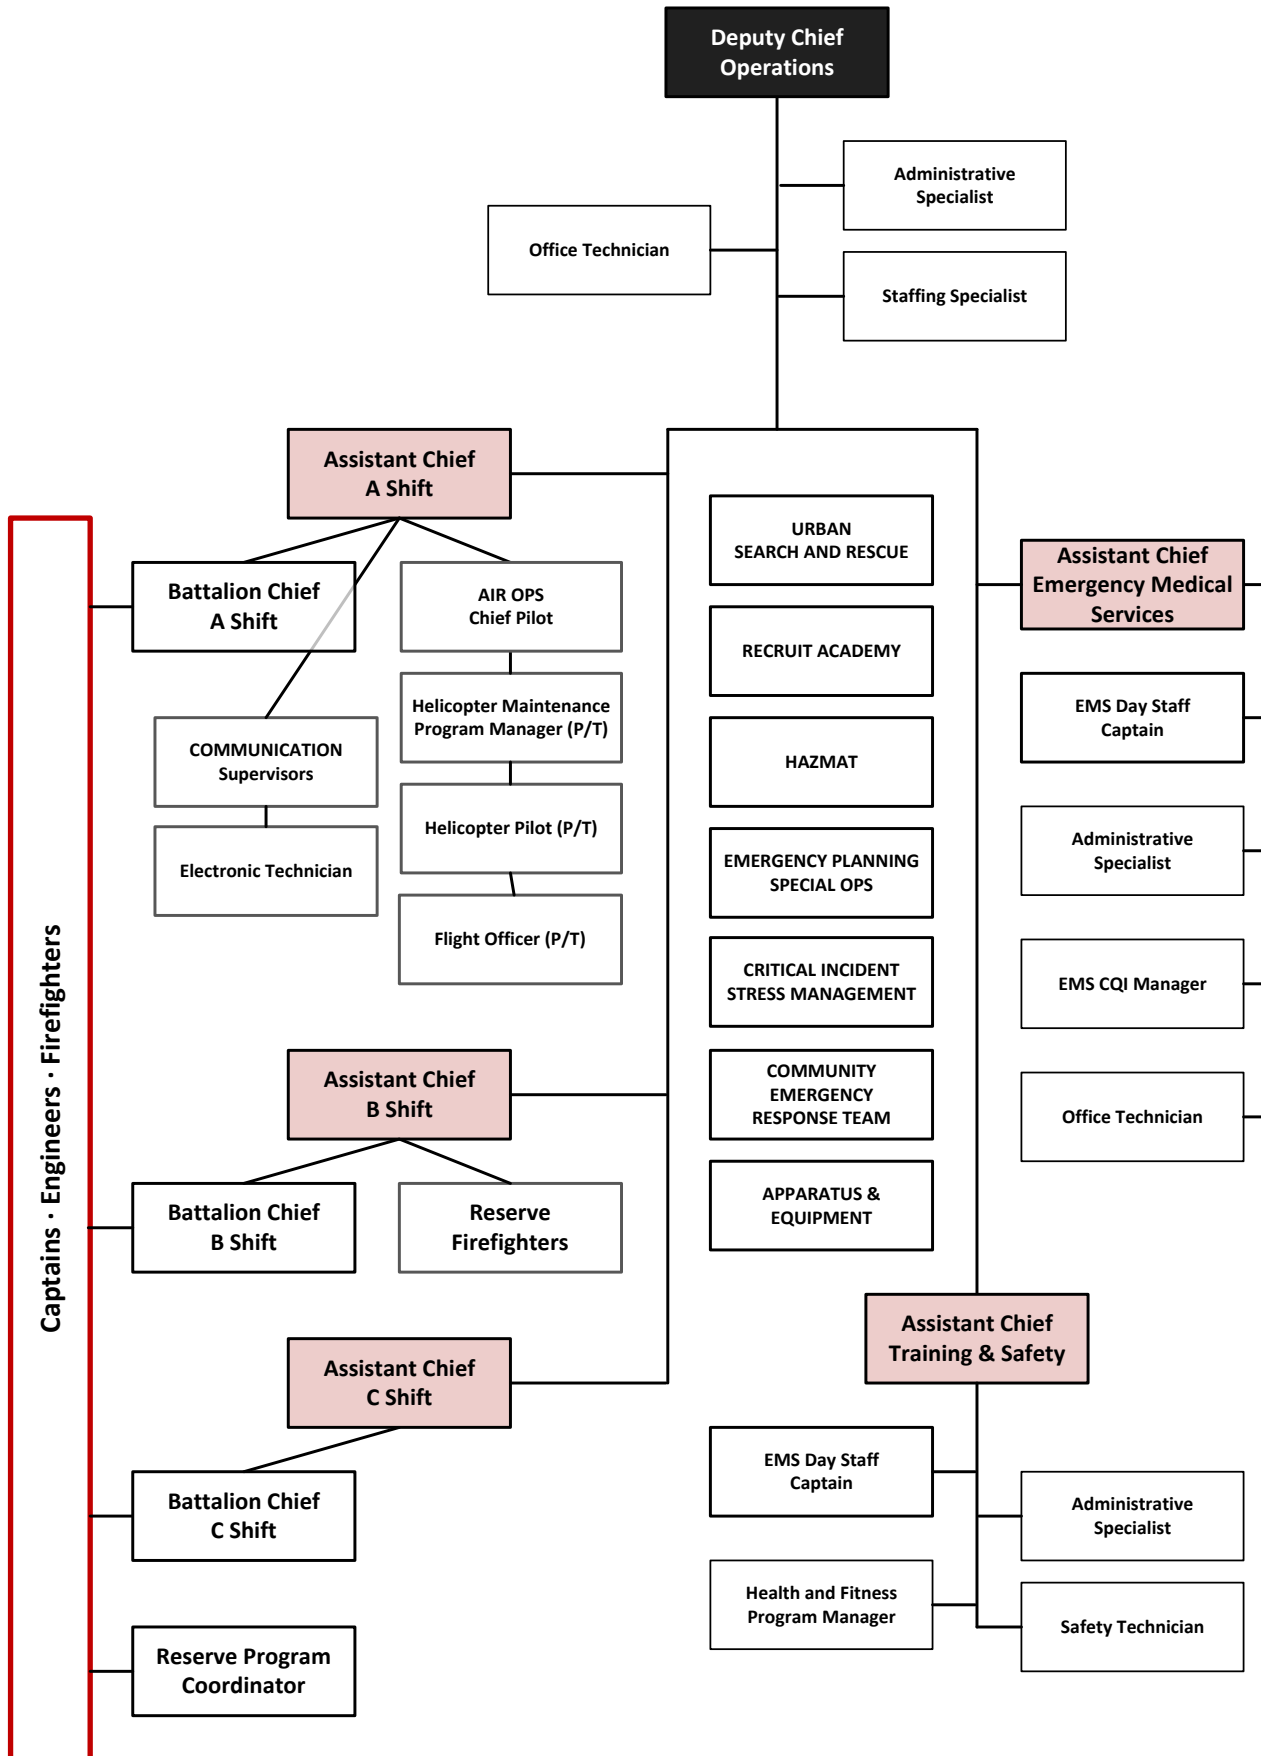 Deputy Chief
Operations
Administrative
Specialist
Office Technician
Staffing Specialist
Assistant Chief
A Shift
Battalion Chief
A Shift
AIR OPS
Chief Pilot
Helicopter Maintenance
Program Manager (P/T)
COMMUNICATION
Supervisors
Helicopter Pilot (P/T)
Electronic Technician
Flight Officer (P/T)
Captains · Engineers · Firefighters
Assistant Chief
B Shift
Battalion Chief
B Shift
Reserve
Firefighters
Assistant Chief
C Shift
Battalion Chief
C Shift
Reserve Program
Coordinator
URBAN
SEARCH AND RESCUE
RECRUIT ACADEMY
HAZMAT
EMERGENCY PLANNING
SPECIAL OPS
CRITICAL INCIDENT
STRESS MANAGEMENT
COMMUNITY
EMERGENCY
RESPONSE TEAM
APPARATUS &
EQUIPMENT
Assistant Chief
Emergency Medical
Services
EMS Day Staff
Captain
Administrative
Specialist
EMS CQI Manager
Office Technician
Assistant Chief
Training & Safety
EMS Day Staff
Captain
Administrative
Specialist
Health and Fitness
Program Manager
Safety Technician